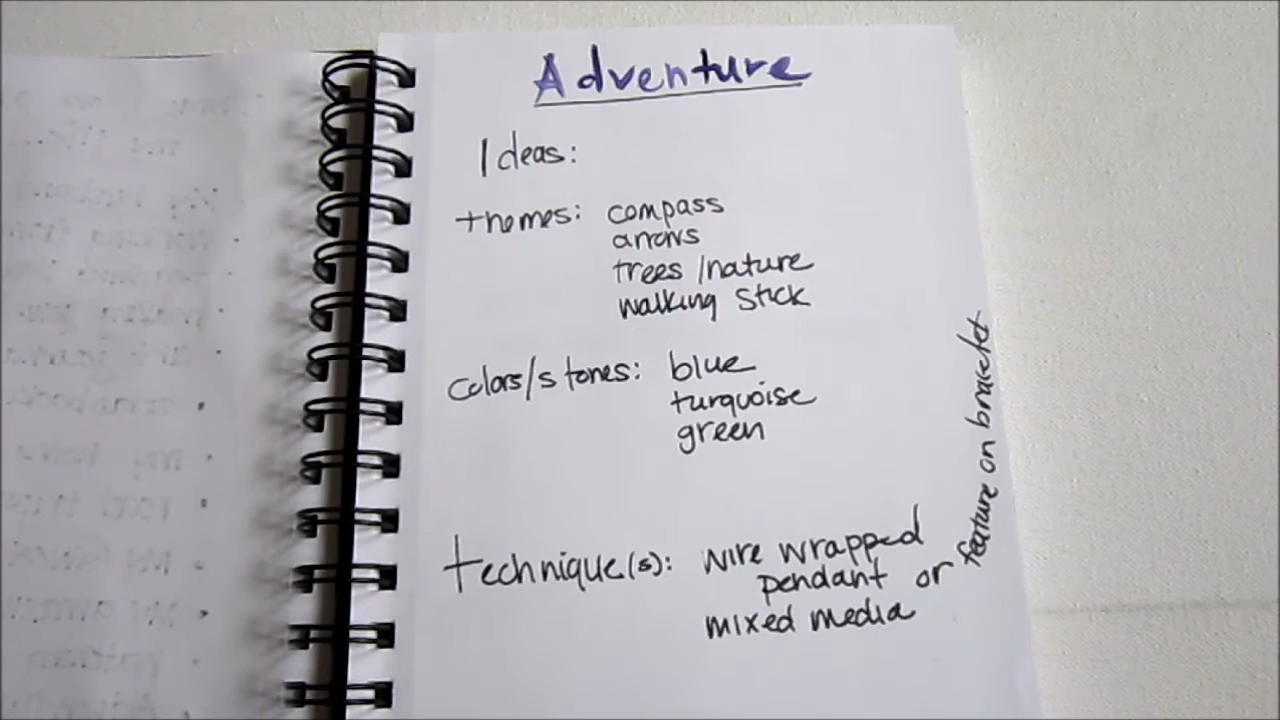 Adventure
Ideas:
themes: compass
arrows
trees/nature
walking stick
colors/stones: blue
turquoise
green
technique(s): wire wrapped
pendant or
mixed media
feature on bracelet